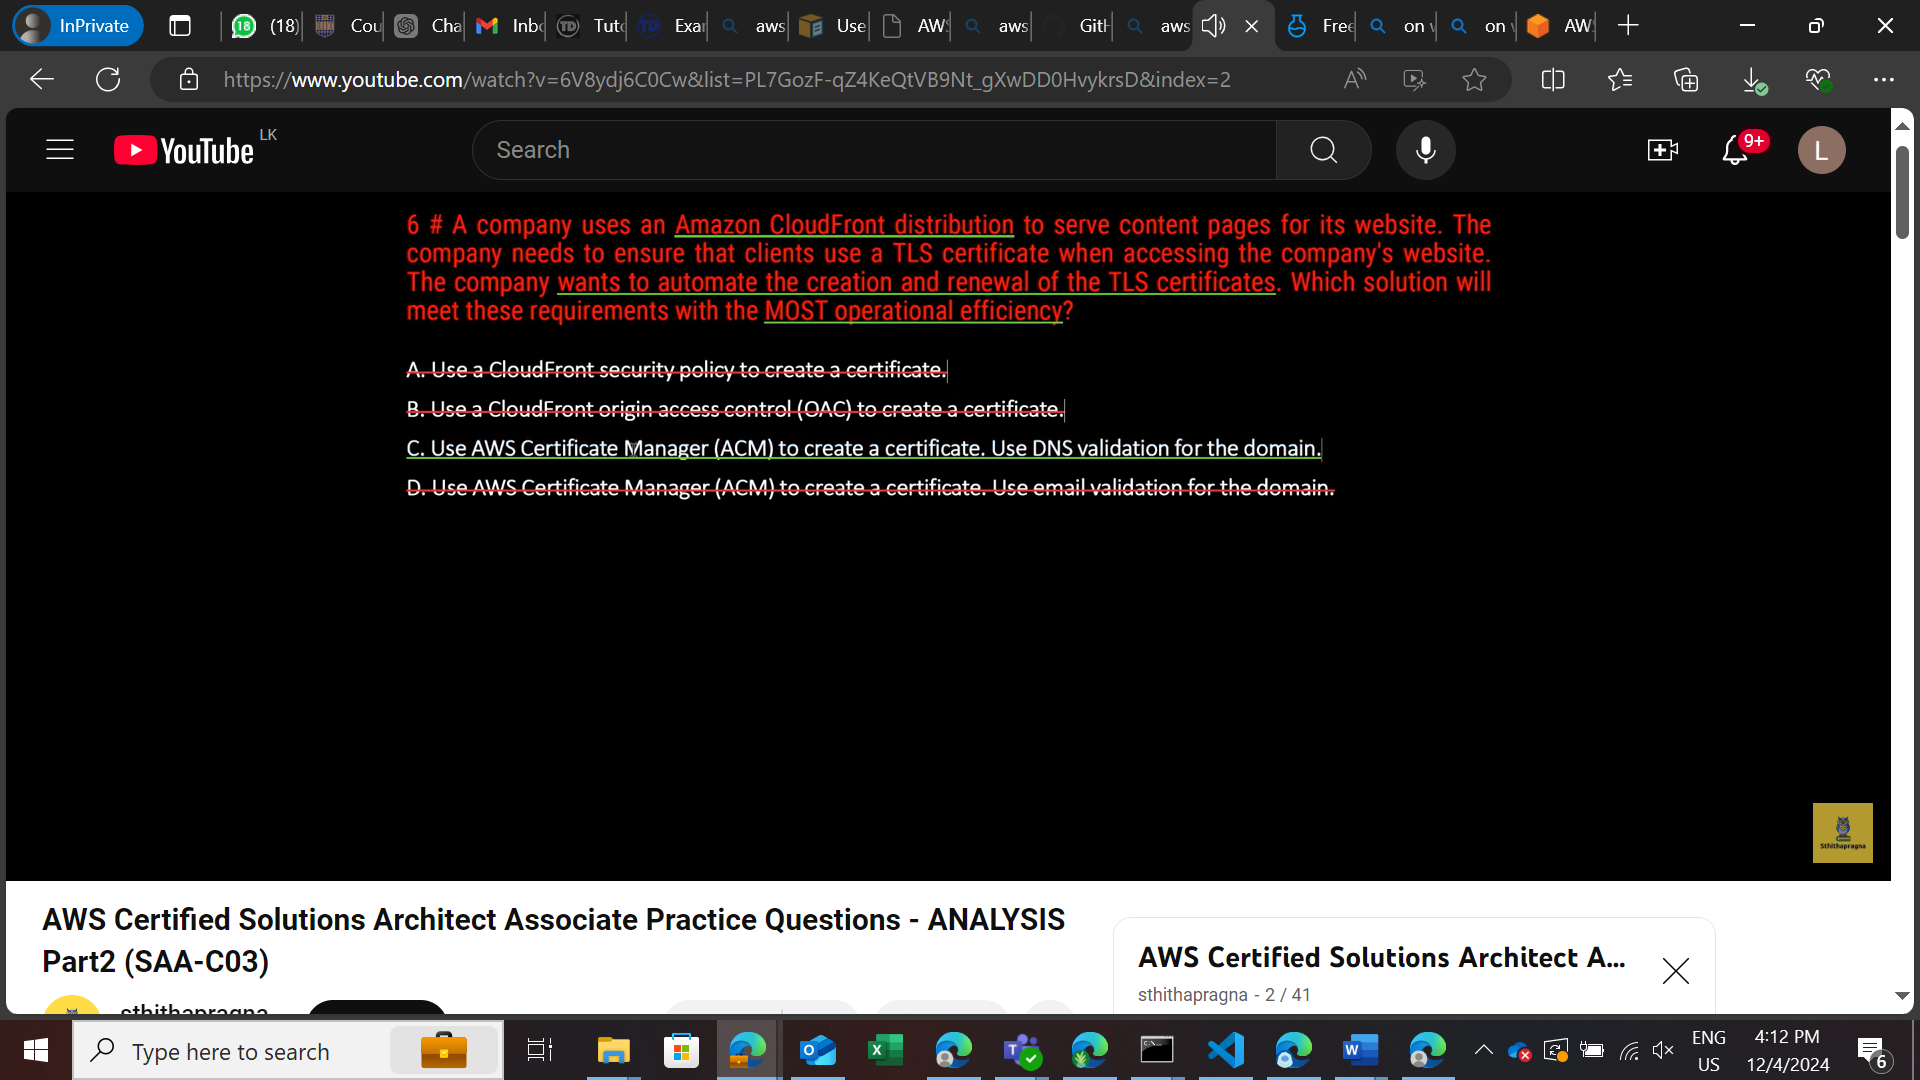 InPrivate
(18)
Cou
Cha
Inbo
Tuto
Exar
aws
Use
AWS
aws
GitH
aws
Free
on v
on v
AWS
https://www.youtube.com/watch?v=6V8ydj6C0Cw&list=PL7GozF-qZ4KeQtVB9Nt_gXwDD0HvykrsD&index=2
YouTube LK
Search
9+
L
6 # A company uses an Amazon CloudFront distribution to serve content pages for its website. The
company needs to ensure that clients use a TLS certificate when accessing the company's website.
The company wants to automate the creation and renewal of the TLS certificates. Which solution will
meet these requirements with the MOST operational efficiency?
A. Use a CloudFront security policy to create a certificate.
B. Use a CloudFront origin access control (OAC) to create a certificate.
C. Use AWS Certificate Manager (ACM) to create a certificate. Use DNS validation for the domain.
D. Use AWS Certificate Manager (ACM) to create a certificate. Use email validation for the domain.
Sthithapragna
AWS Certified Solutions Architect Associate Practice Questions - ANALYSIS
Part2 (SAA-C03)
AWS Certified Solutions Architect A...
sthithapragna - 2 / 41
sthithapragna
Type here to search
ENG
US
4:12 PM
12/4/2024
6